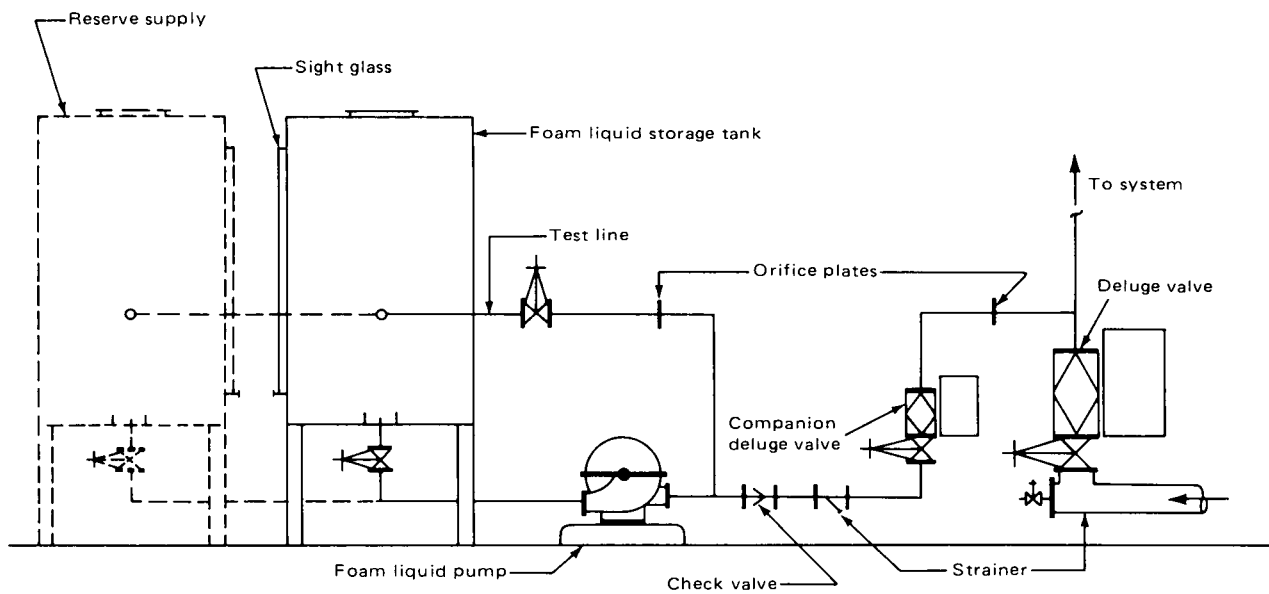 Reserve supply
Sight glass
Foam liquid storage tank
To system
Test line
Orifice plates
Deluge valve
Companion
deluge valve
Foam liquid pump
Check valve
Strainer